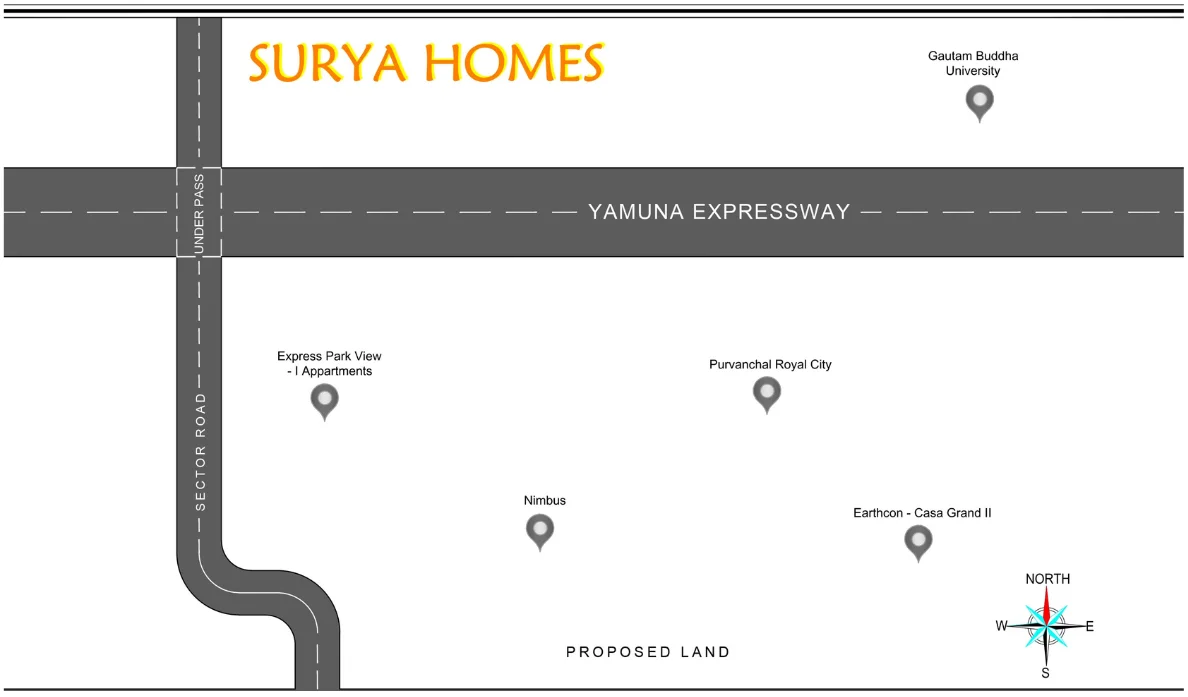 SURYA HOMES
Gautam Buddha
University
UNDER PASS
YAMUNA EXPRESSWAY
Express Park View
- I Appartments
Purvanchal Royal City
SECTOR ROAD
Nimbus
Earthcon - Casa Grand II
NORTH
W
E
S
PROPOSED LAND